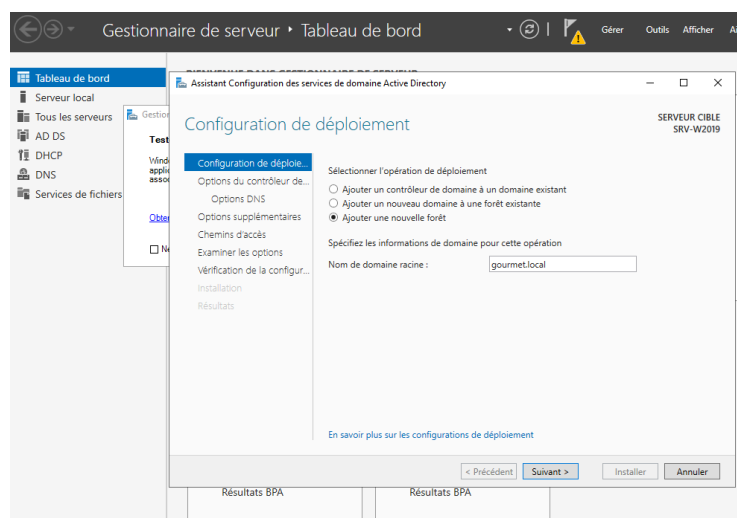 Gestionnaire de serveur ‣ Tableau de bord
Gérer Outils Afficher
Tableau de bord
Serveur local
Tous les serveurs
AD DS
DHCP
DNS
Services de fichiers
Test
Assistant Configuration des services de domaine Active Directory
Configuration de déploiement
SERVEUR CIBLE
SRV-W2019
Configuration de déploie...
Options du contrôleur de...
Options DNS
Options supplémentaires
Chemins d'accès
Examiner les options
Vérification de la configur...
Installation
Résultats
Sélectionner l'opération de déploiement
Ajouter un contrôleur de domaine à un domaine existant
Ajouter un nouveau domaine à une forêt existante
Ajouter une nouvelle forêt
Spécifiez les informations de domaine pour cette opération
Nom de domaine racine : gourmet.local
En savoir plus sur les configurations de déploiement
< Précédent Suivant > Installer Annuler
Résultats BPA Résultats BPA